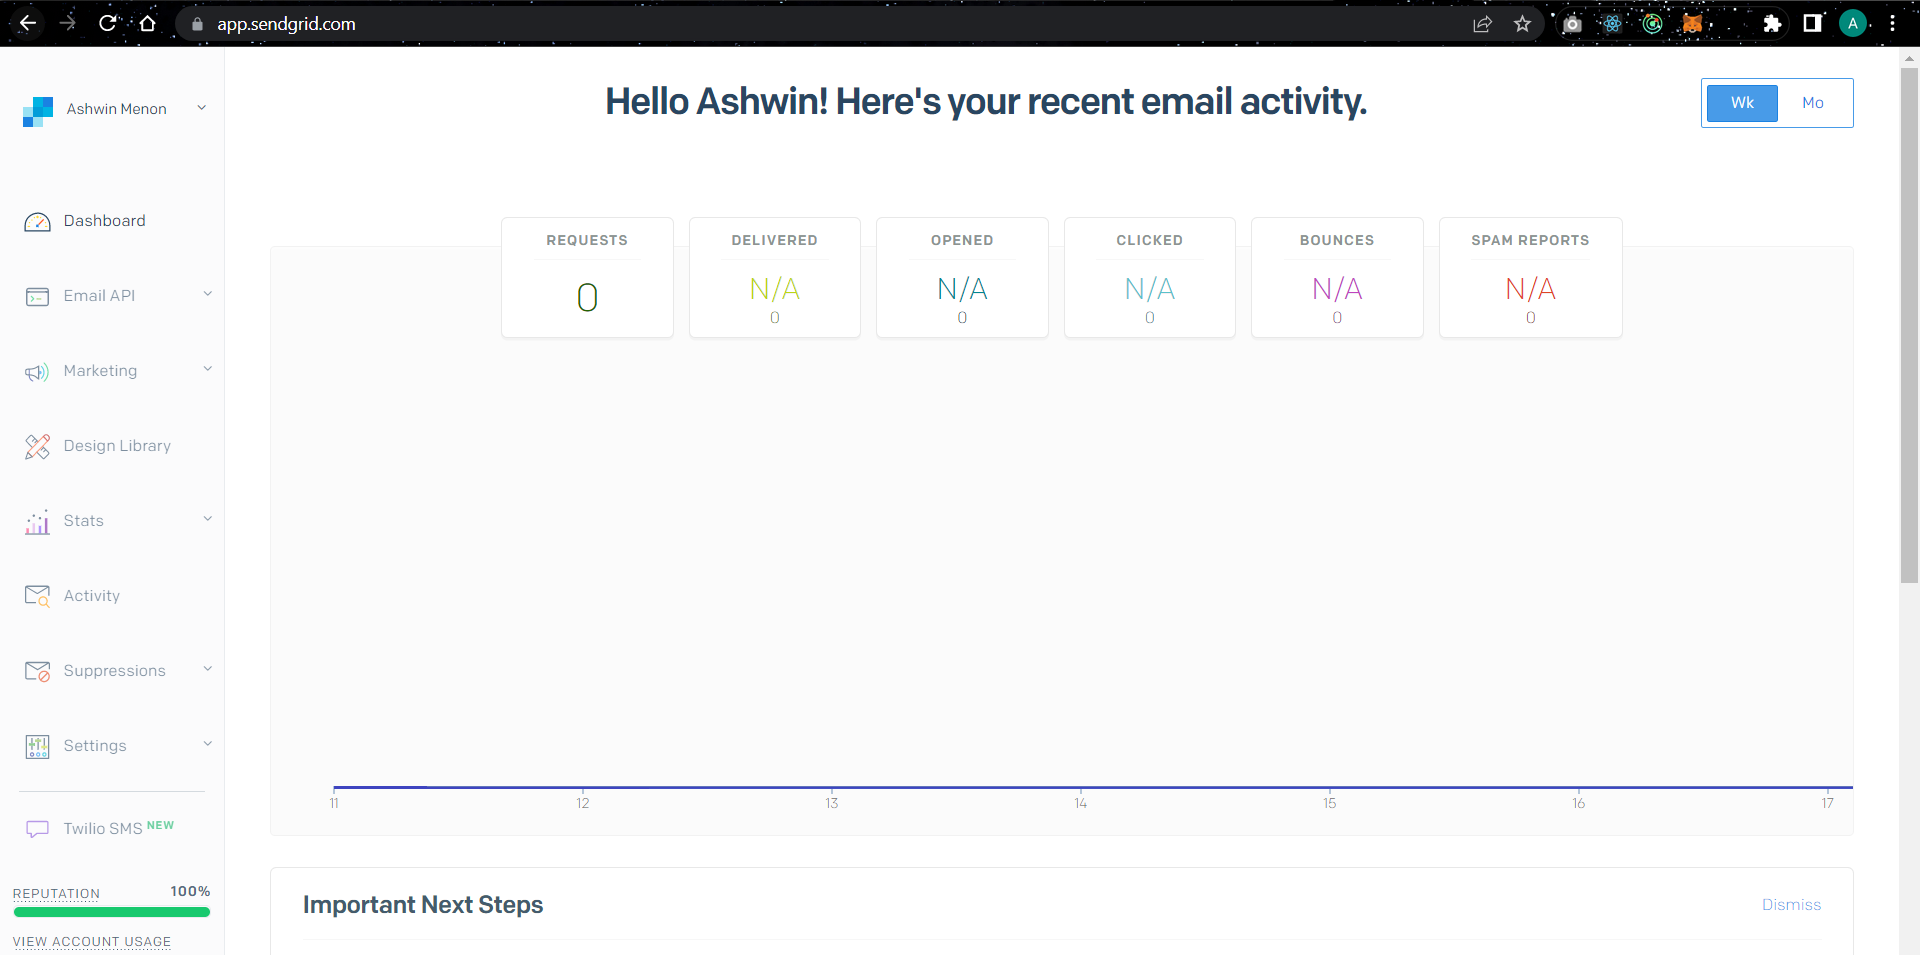 app.sendgrid.com
A
Ashwin Menon
Hello Ashwin! Here's your recent email activity.
Wk Mo
Dashboard
Email API
Marketing
Design Library
Stats
Activity
Suppressions
Settings
Twilio SMS NEW
REPUTATION 100%
VIEW ACCOUNT USAGE
REQUESTS
0
DELIVERED
N/A
0
OPENED
N/A
0
CLICKED
N/A
0
BOUNCES
N/A
0
SPAM REPORTS
N/A
0
11 12 13 14 15 16 17
Important Next Steps
Dismiss